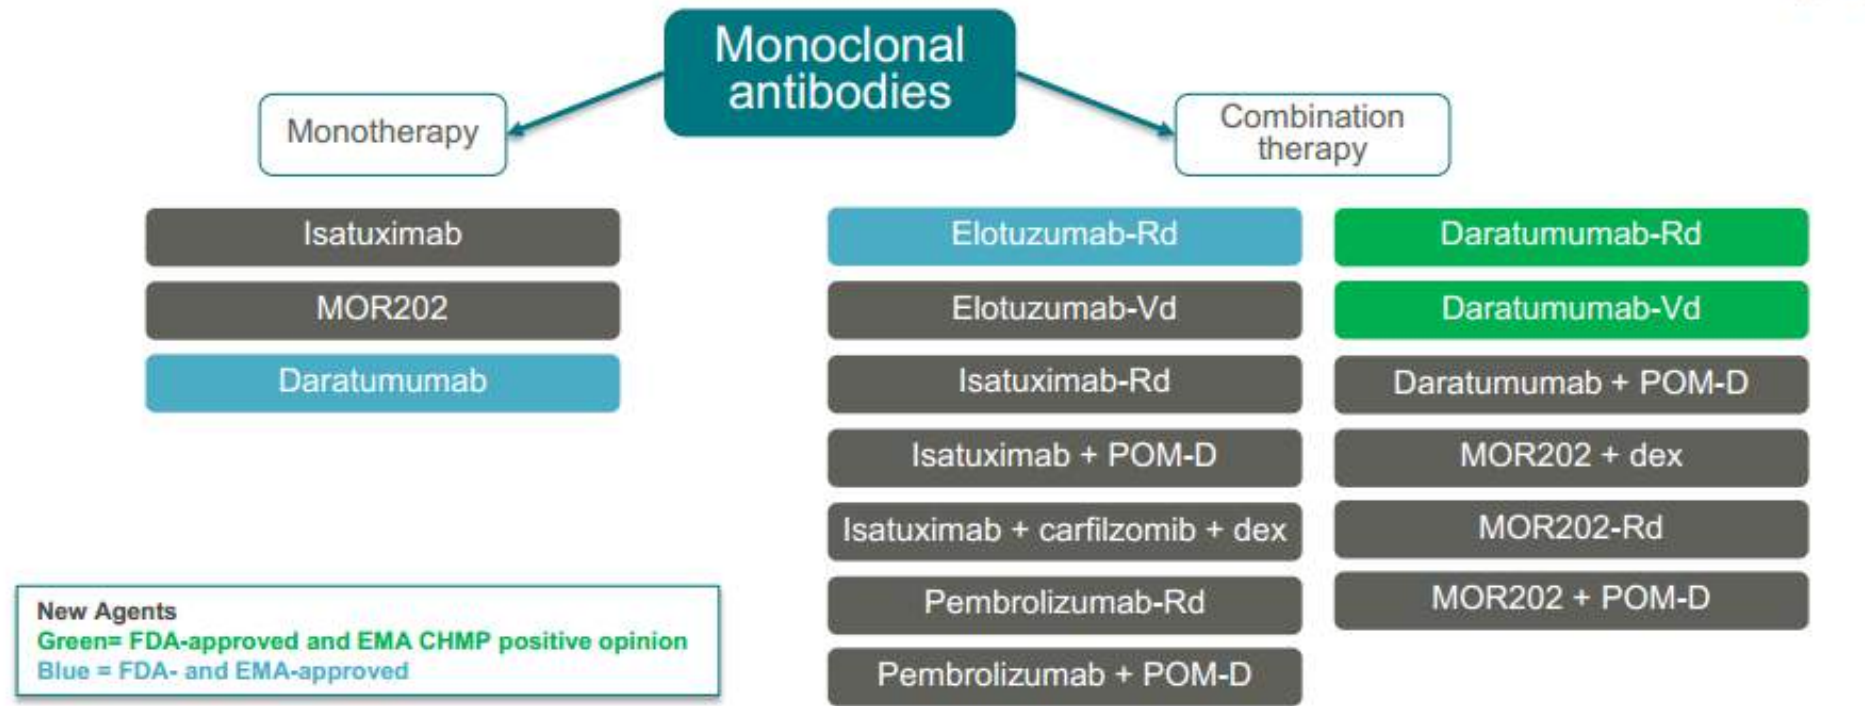 Monoclonal
antibodies
Monotherapy
Combination
therapy
Isatuximab
MOR202
Daratumumab
Elotuzumab-Rd
Elotuzumab-Vd
Isatuximab-Rd
Isatuximab + POM-D
Isatuximab + carfilzomib + dex
Pembrolizumab-Rd
Pembrolizumab + POM-D
Daratumumab-Rd
Daratumumab-Vd
Daratumumab + POM-D
MOR202 + dex
MOR202-Rd
MOR202 + POM-D
New Agents
Green= FDA-approved and EMA CHMP positive opinion
Blue = FDA- and EMA-approved